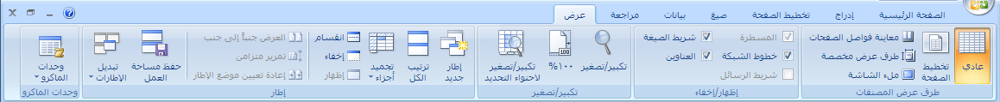 الصفحة الرئيسية إدراج تخطيط الصفحة صيغ بيانات مراجعة عرض
عادي
تخطيط الصفحة
معاينة فواصل الصفحات
طرق عرض مخصصة
ملء الشاشة
طرق عرض المصنفات
المسطرة
خطوط الشبكة
شريط الرسائل
شريط الصيغة
العناوين
إظهار/إخفاء
تكبير/تصغير
١٠٠%
تكبير/تصغير
لاحتواء التحديد
تكبير/تصغير
إطار
جديد
ترتيب
الكل
تجميد
أجزاء
انقسام
إخفاء
إظهار
العرض جنباً إلى جنب
تمرير متزامن
إعادة تعيين موضع الإطار
حفظ مساحة
العمل
تبديل
الإطارات
إطار
وحدات
الماكرو
وحدات الماكرو